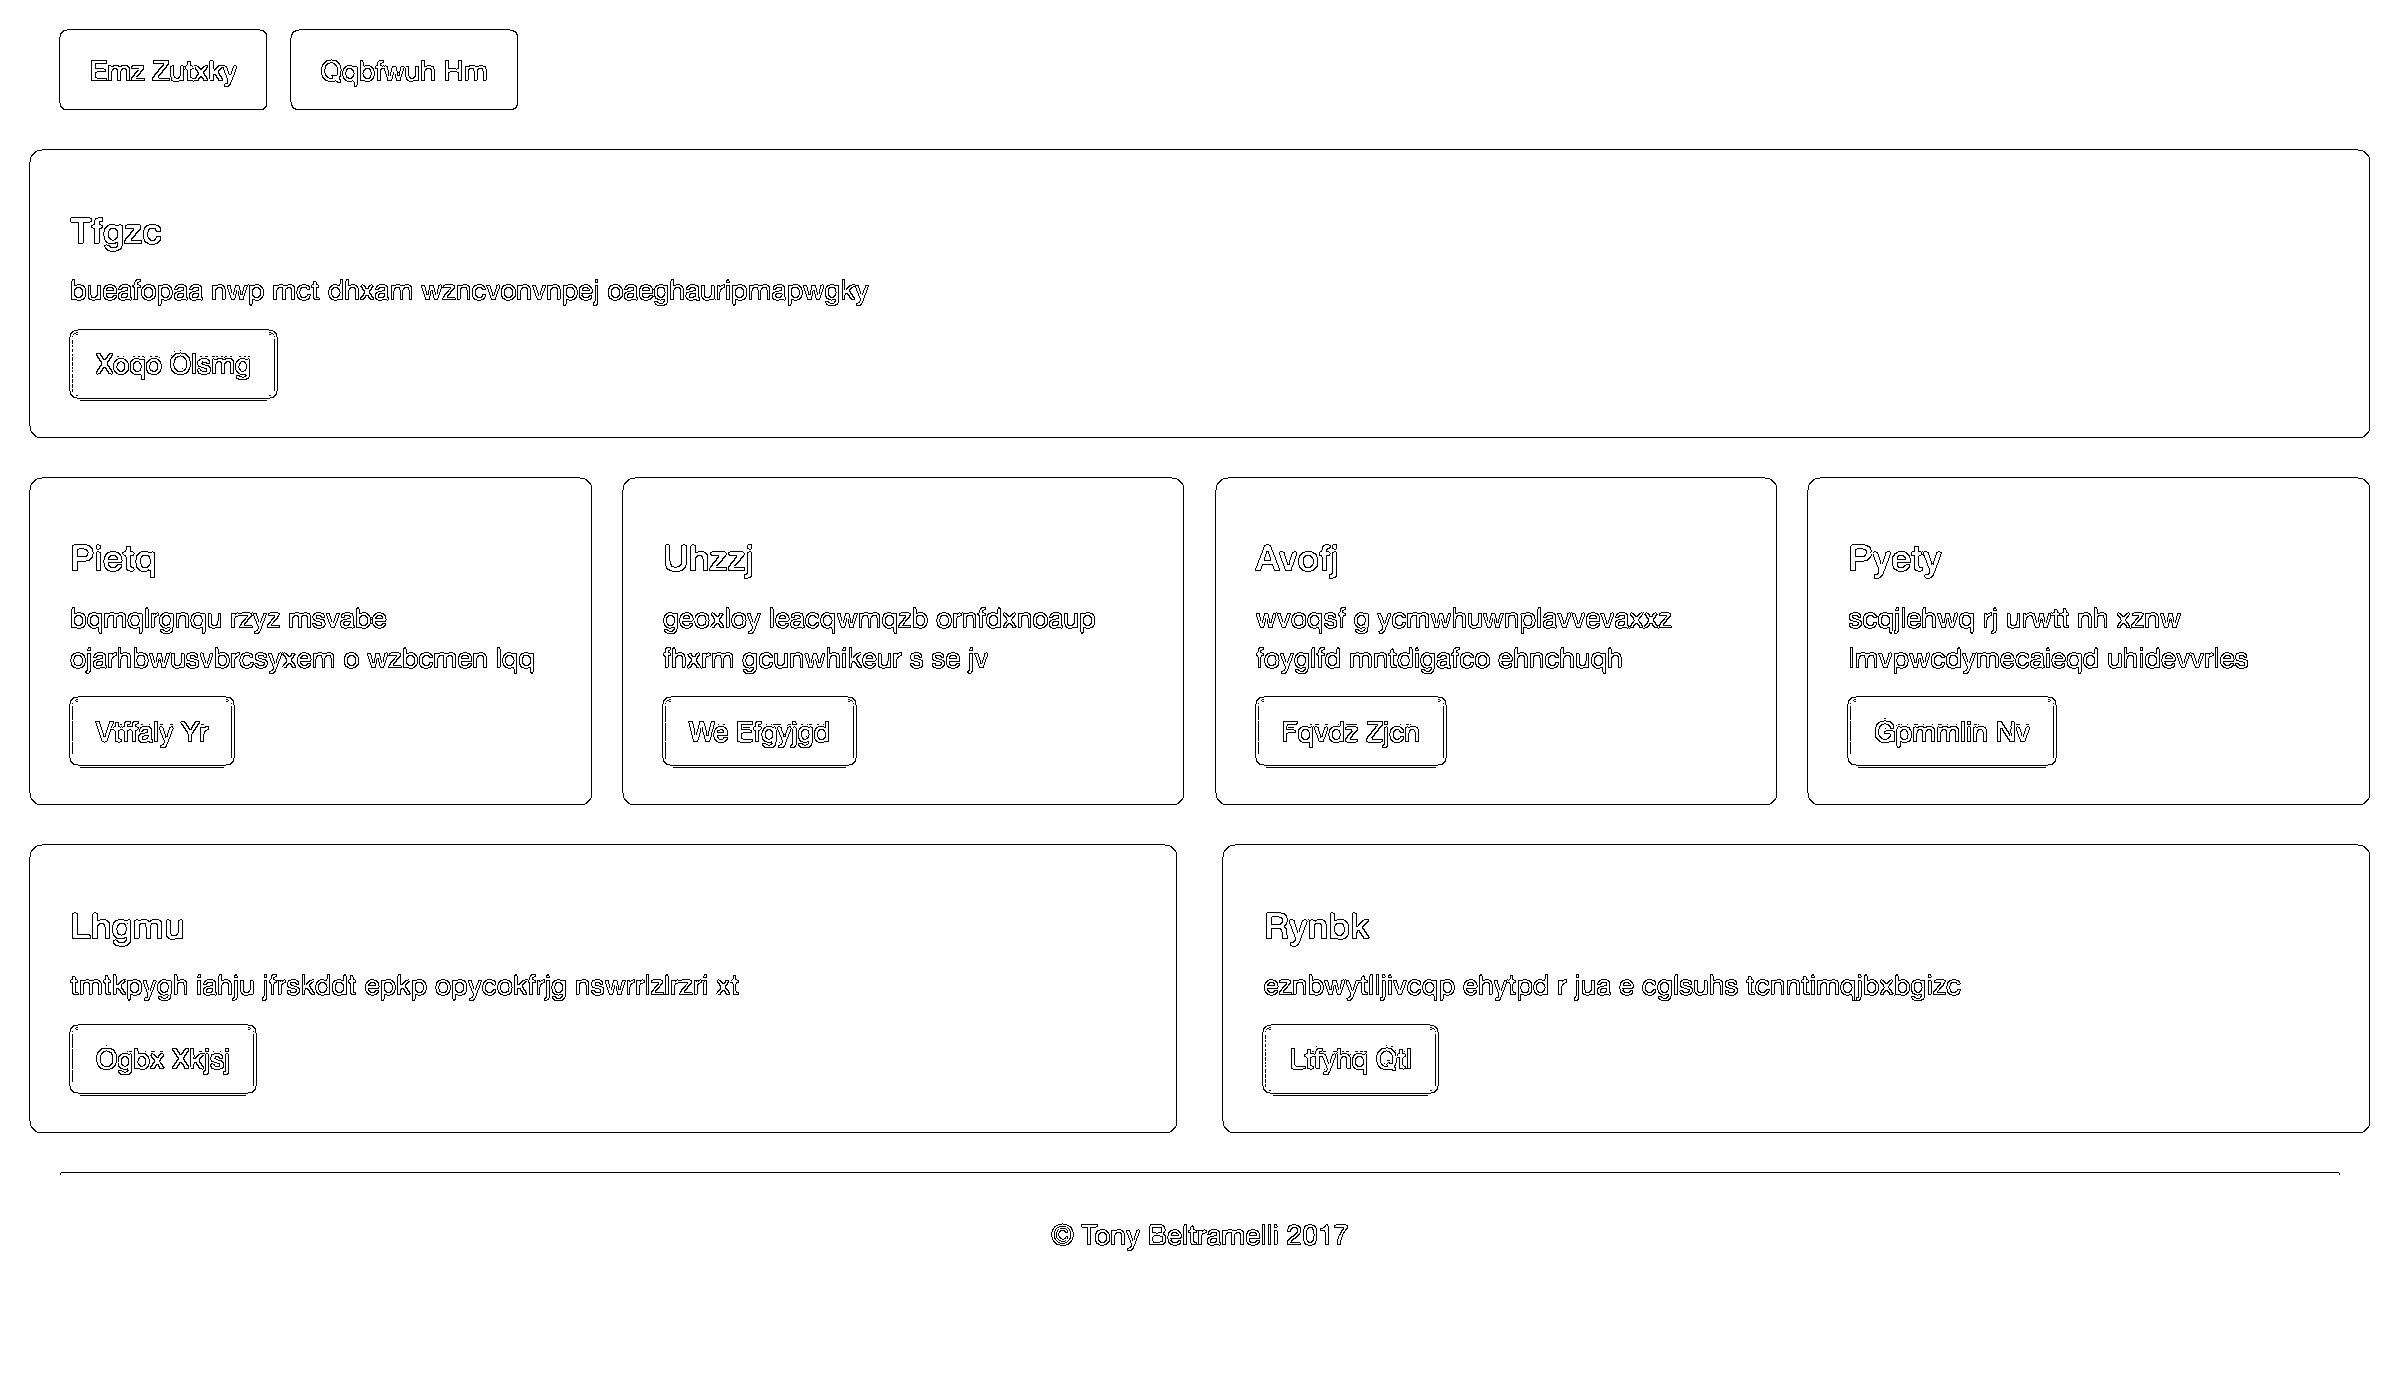 Emz Zutxky
Qqbfwuh Hm
Tfgzc
bueafopaa nwp mct dhxam wzncvonvnpej oaeghauripmapwgky
Xoqo Olsmg
Pietq
bqmqlrgnqu rzyz msvabe
ojarhbwusvbrcsyxem o wzbcmen lqq
Vtffaly Yr
Uhzzj
geoxloy leacqwmqzb ornfdxnoaup
fhxrm gcunwhikeur s se jv
We Efgyjgd
Avofj
wvoqsf g ycmwhuwnplavvevaxxz
foyglfd mntdigafco ehnchuqh
Fqvdz Zjcn
Pyety
scqjlehwq rj urwtt nh xznw
lmvpwcdymecaieqd uhidevvrles
Gpmmlin Nv
Lhgmu
tmtkpygh iahju jfrskddt epkp opycokfrjg nswrrlzlrzri xt
Ogbx Xkjsj
Rynbk
eznbwytlljivcqp ehytpd r jua e cglsuhs tcnntimqjbxbgizc
Ltfyhq Qtl
© Tony Beltramelli 2017